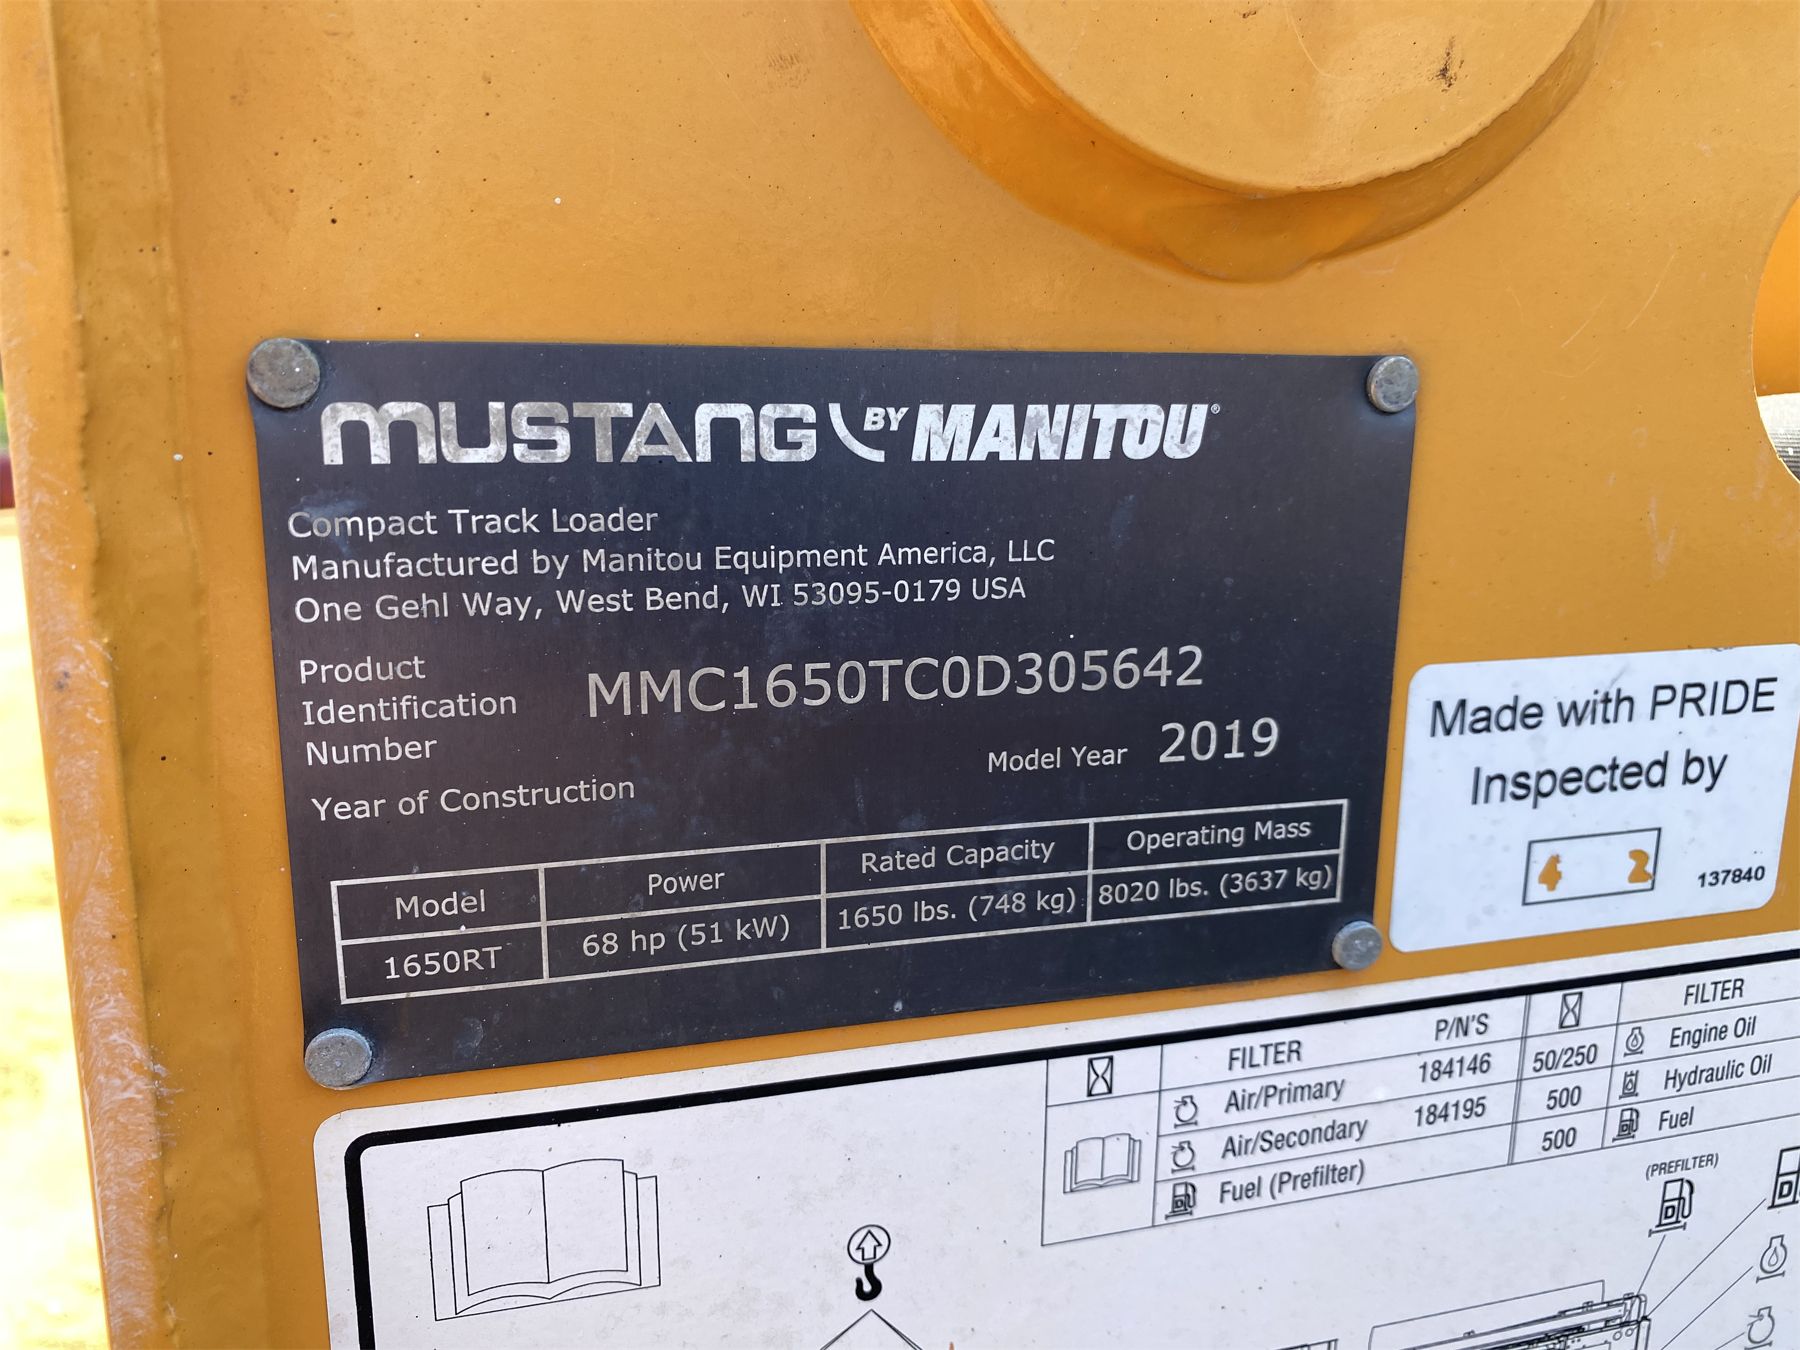 MUSTANG BY MANITOU®
Compact Track Loader
Manufactured by Manitou Equipment America, LLC
One Gehl Way, West Bend, WI 53095-0179 USA
Product
Identification
Number
MMC1650TC0D305642
Model Year 2019
Year of Construction
Model Power Rated Capacity Operating Mass
1650RT 68 hp (51 kW) 1650 lbs. (748 kg) 8020 lbs. (3637 kg)
Made with PRIDE
Inspected by
4 2
137840
FILTER P/N'S FILTER
Air/Primary 184146 50/250 Engine Oil
Air/Secondary 184195 500 Hydraulic Oil
Fuel (Prefilter) 500 Fuel
(PREFILTER)